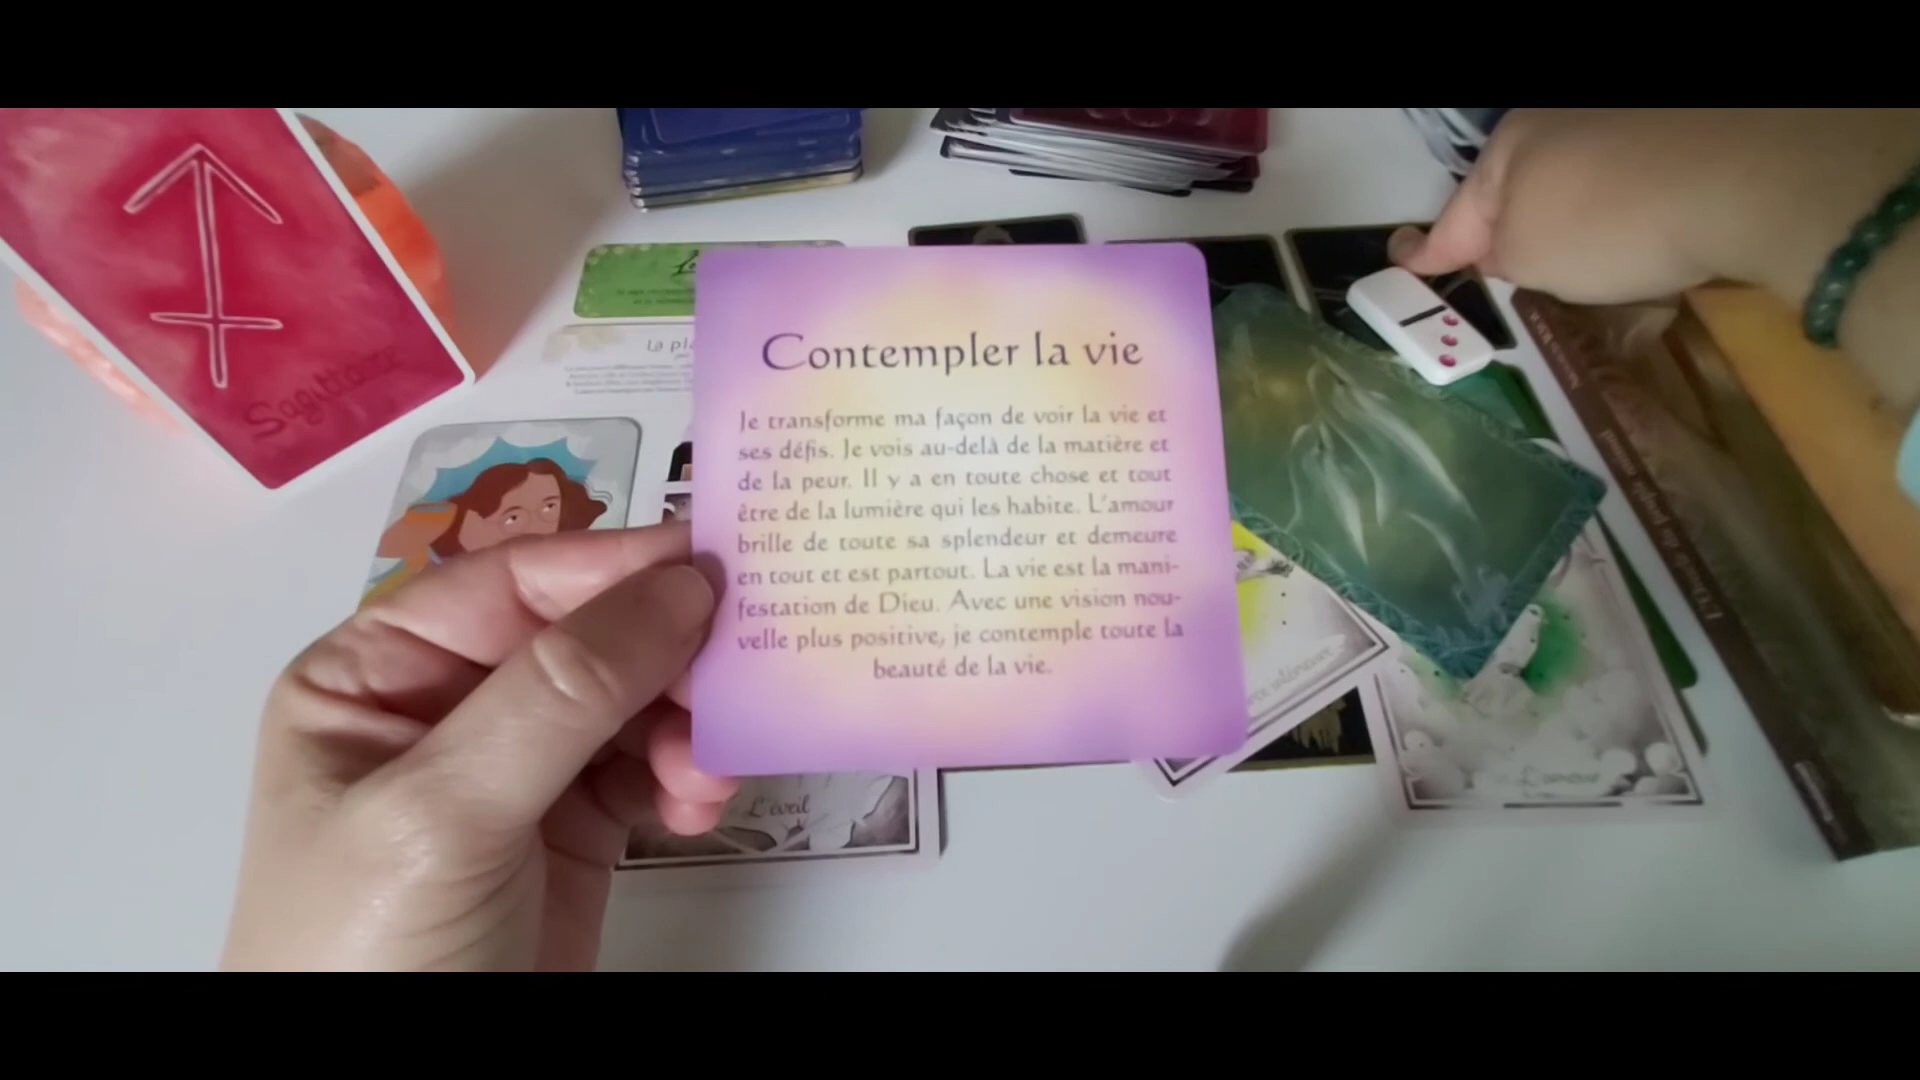 Sagittaire
La pla
Contempler la vie
Je transforme ma façon de voir la vie et
ses défis. Je vois au-delà de la matière et
de la peur. Il y a en toute chose et tout
être de la lumière qui les habite. L'amour
brille de toute sa splendeur et demeure
en tout et est partout. La vie est la mani-
festation de Dieu. Avec une vision nou-
velle plus positive, je contemple toute la
beauté de la vie.
L'éveil
L'amour